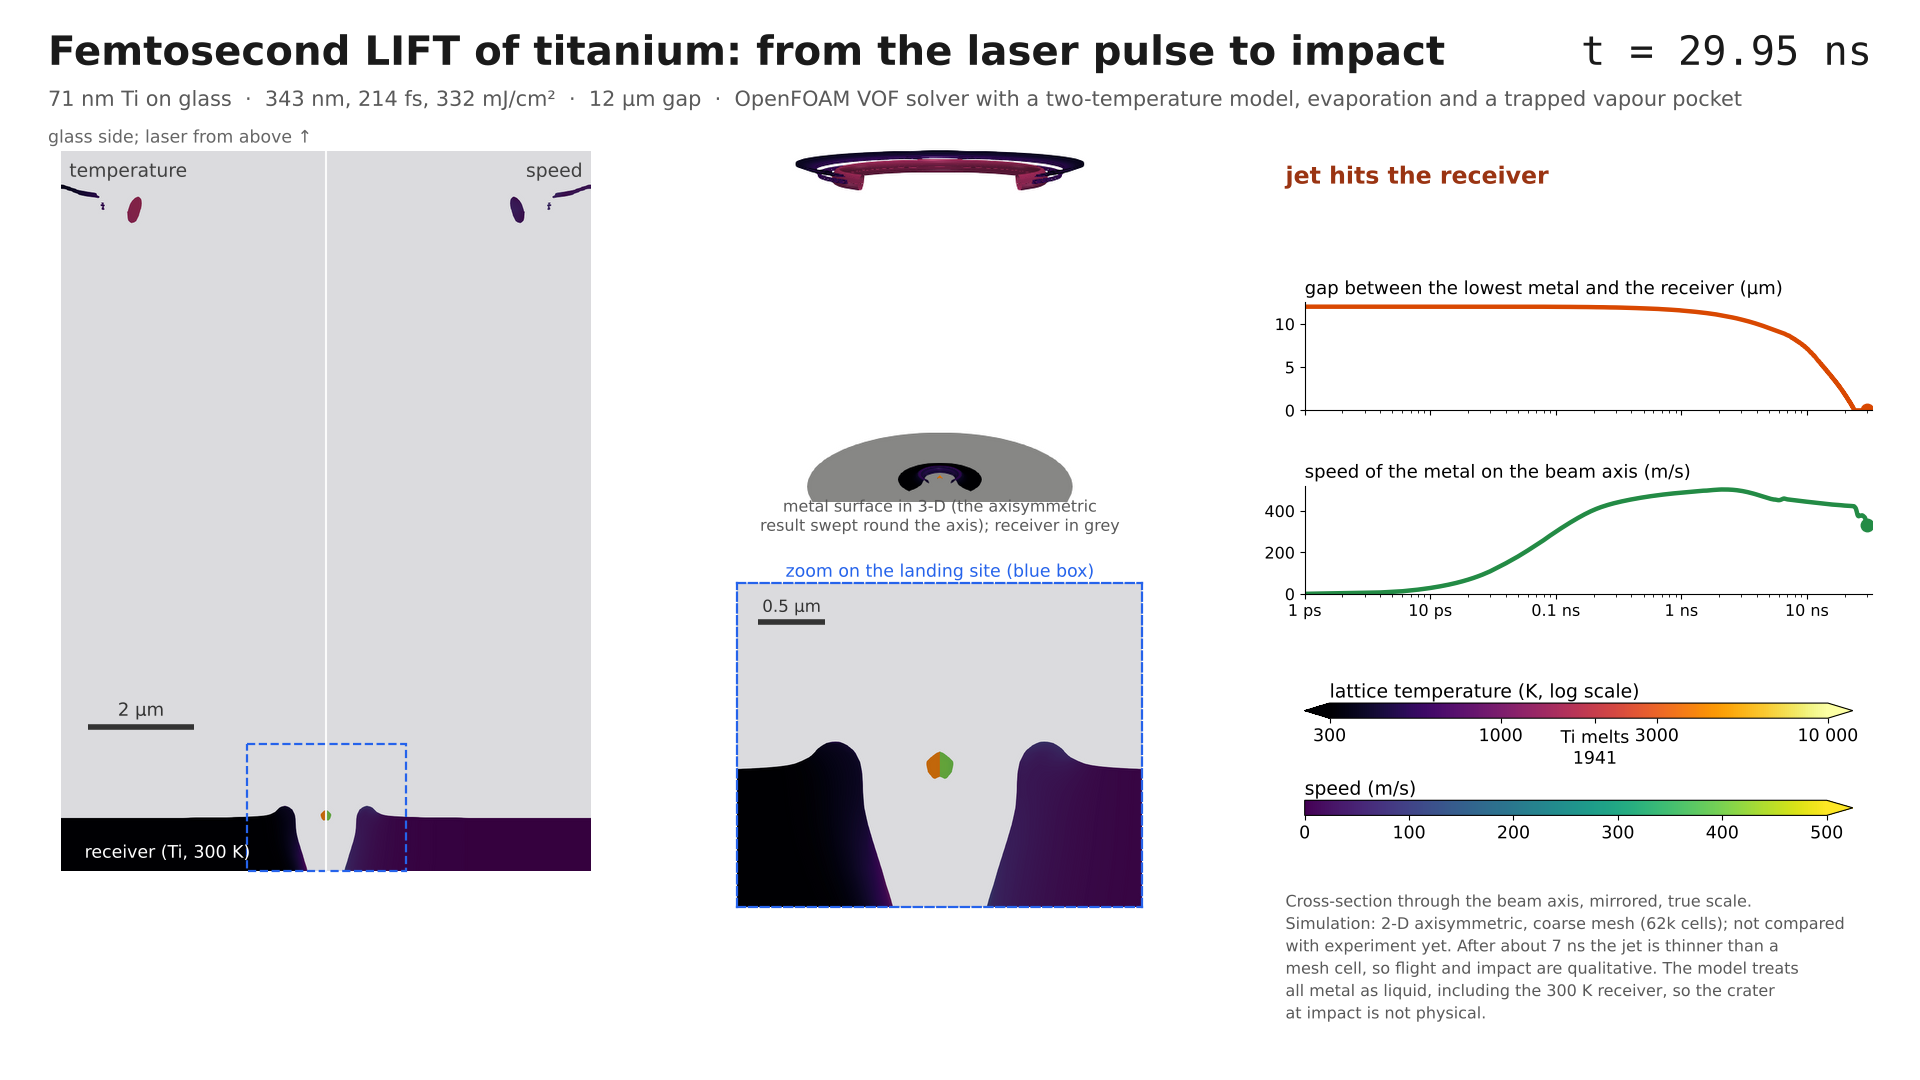 Femtosecond LIFT of titanium: from the laser pulse to impact
t = 29.95 ns
71 nm Ti on glass · 343 nm, 214 fs, 332 mJ/cm² · 12 µm gap · OpenFOAM VOF solver with a two-temperature model, evaporation and a trapped vapour pocket
glass side; laser from above ↑
temperature
speed
2 µm
receiver (Ti, 300 K)
metal surface in 3-D (the axisymmetric
result swept round the axis); receiver in grey
zoom on the landing site (blue box)
0.5 µm
jet hits the receiver
gap between the lowest metal and the receiver (µm)
10
5
0
speed of the metal on the beam axis (m/s)
400
200
0
1 ps 10 ps 0.1 ns 1 ns 10 ns
lattice temperature (K, log scale)
300 1000 Ti melts 3000 10 000
1941
speed (m/s)
0 100 200 300 400 500
Cross-section through the beam axis, mirrored, true scale.
Simulation: 2-D axisymmetric, coarse mesh (62k cells); not compared
with experiment yet. After about 7 ns the jet is thinner than a
mesh cell, so flight and impact are qualitative. The model treats
all metal as liquid, including the 300 K receiver, so the crater
at impact is not physical.